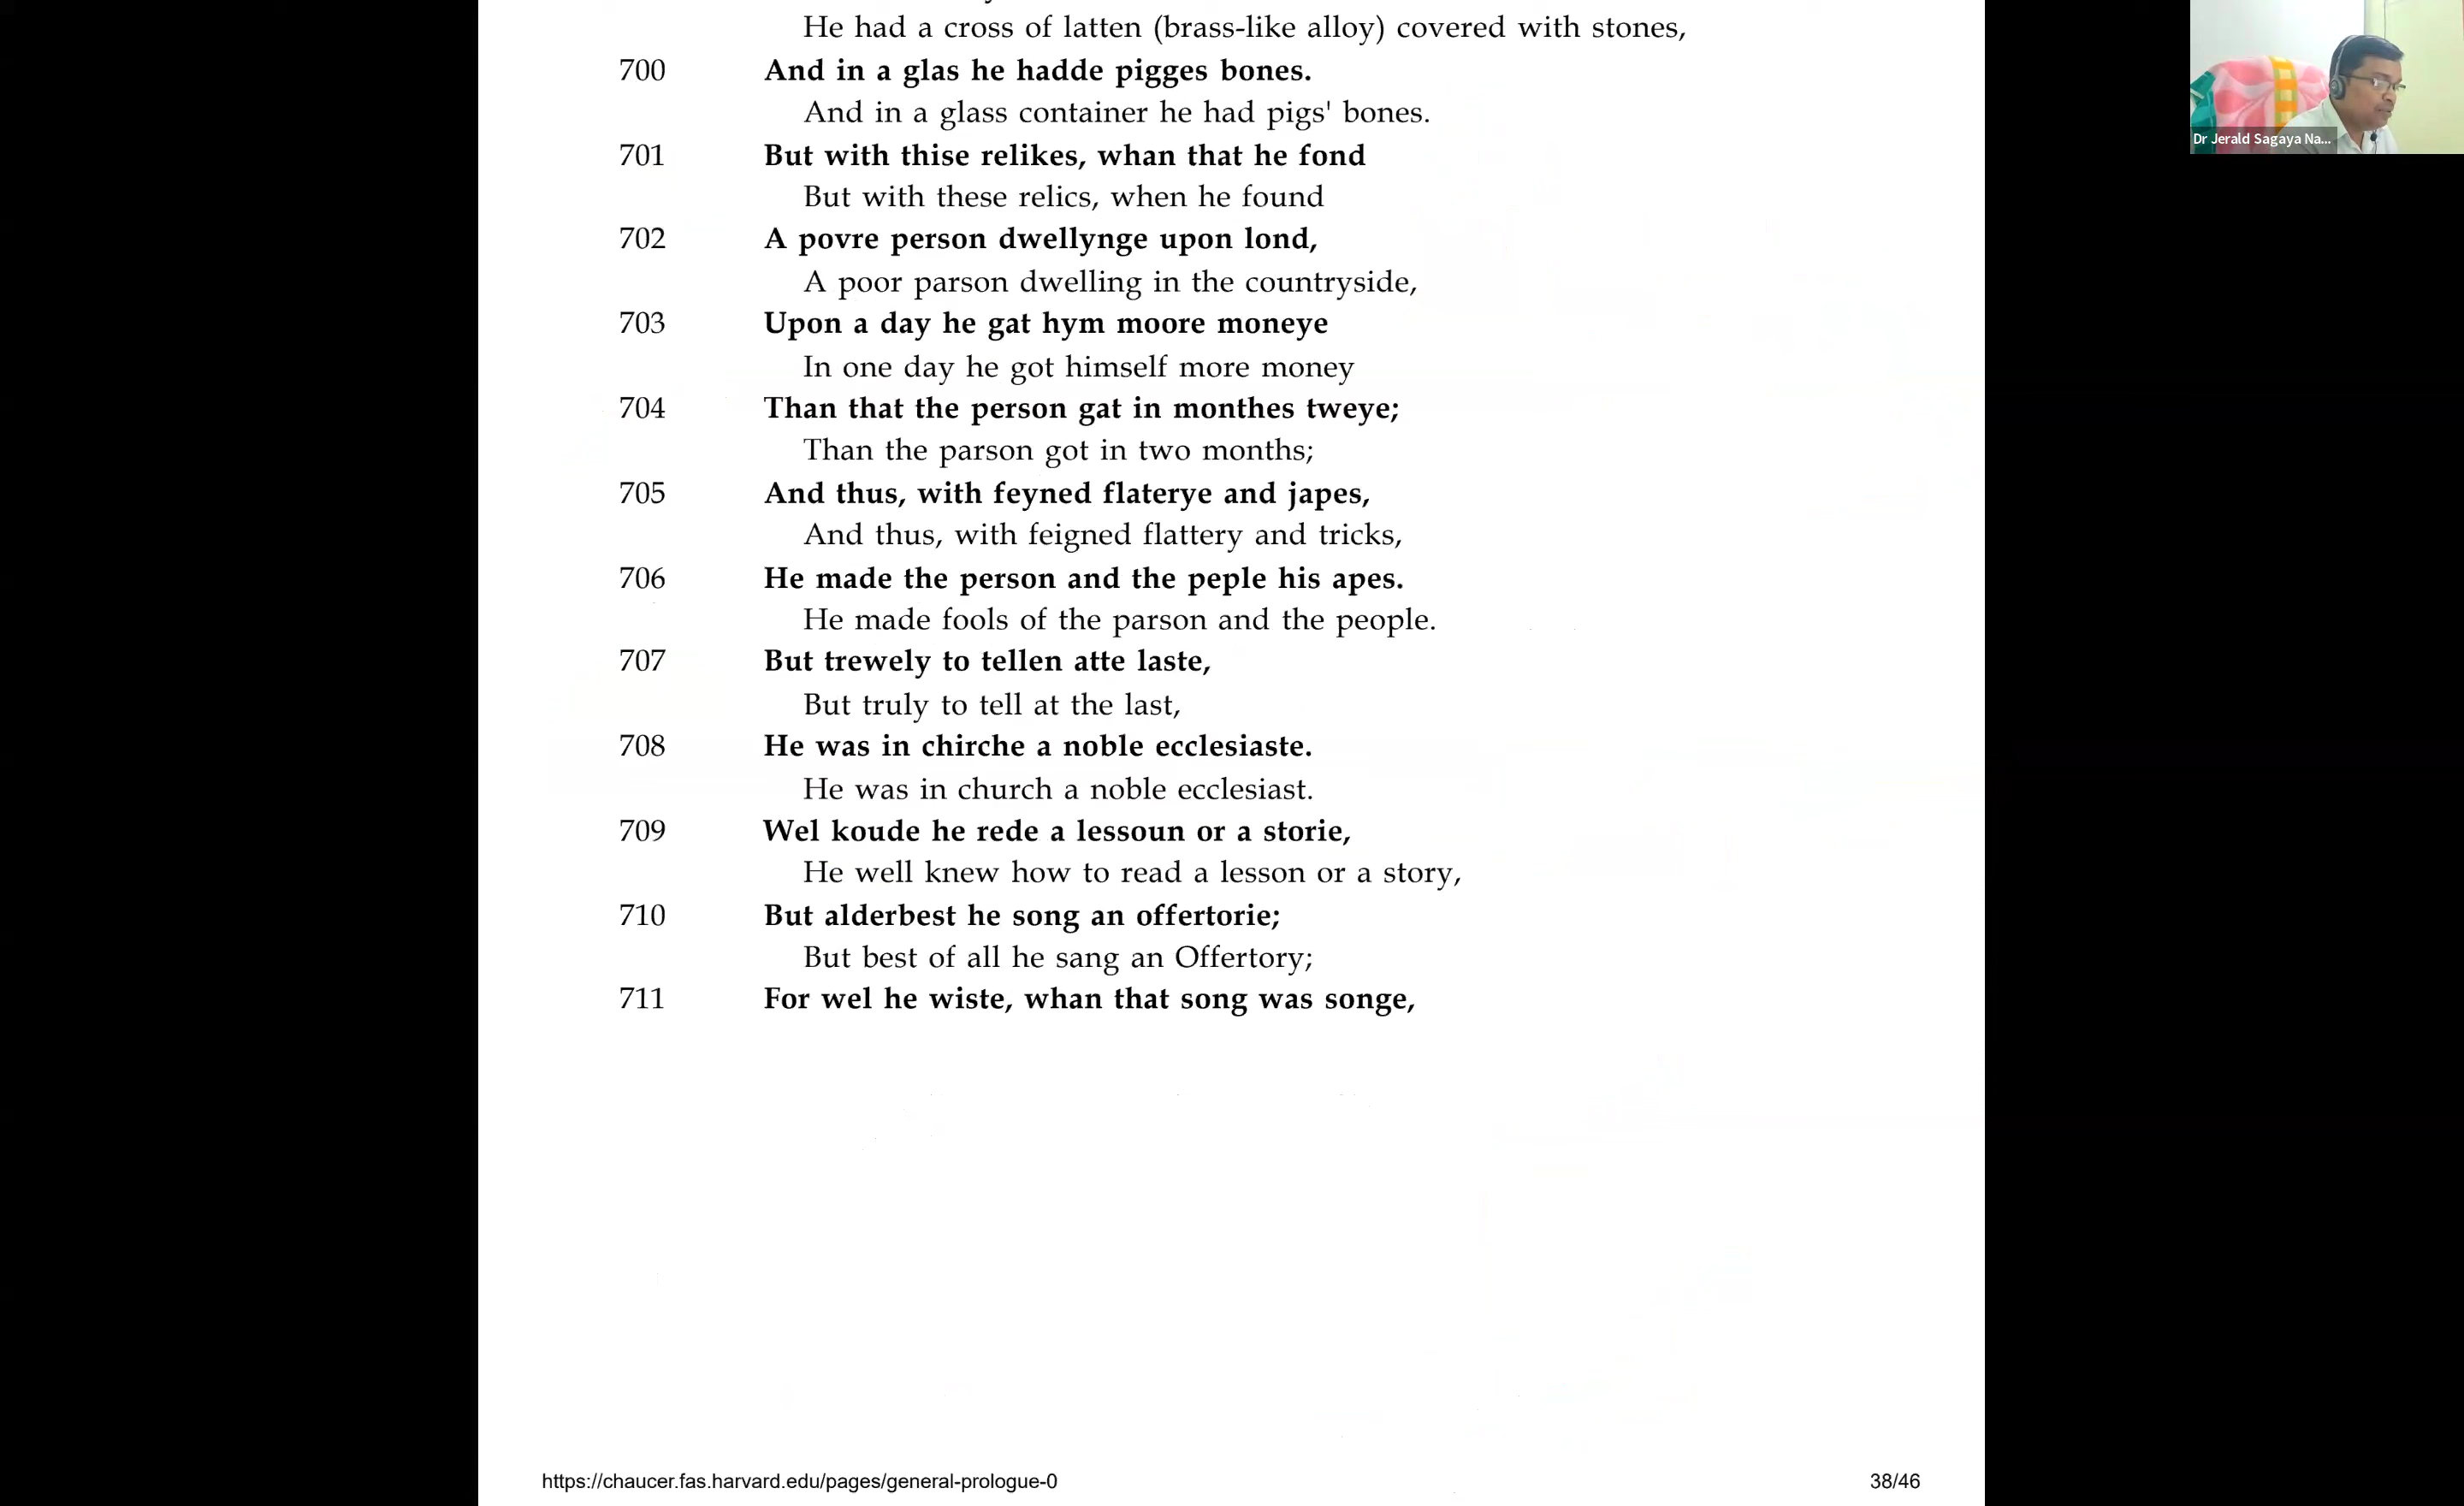 He had a cross of latten (brass-like alloy) covered with stones,
700 And in a glas he hadde pigges bones.
And in a glass container he had pigs' bones.
701 But with thise relikes, whan that he fond
But with these relics, when he found
702 A povre person dwellynge upon lond,
A poor parson dwelling in the countryside,
703 Upon a day he gat hym moore moneye
In one day he got himself more money
704 Than that the person gat in monthes tweye;
Than the parson got in two months;
705 And thus, with feyned flaterye and japes,
And thus, with feigned flattery and tricks,
706 He made the person and the peple his apes.
He made fools of the parson and the people.
707 But trewely to tellen atte laste,
But truly to tell at the last,
708 He was in chirche a noble ecclesiaste.
He was in church a noble ecclesiast.
709 Wel koude he rede a lessoun or a storie,
He well knew how to read a lesson or a story,
710 But alderbest he song an offertorie;
But best of all he sang an Offertory;
711 For wel he wiste, whan that song was songe,
https://chaucer.fas.harvard.edu/pages/general-prologue-0 38/46
Dr Jerald Sagaya Na...